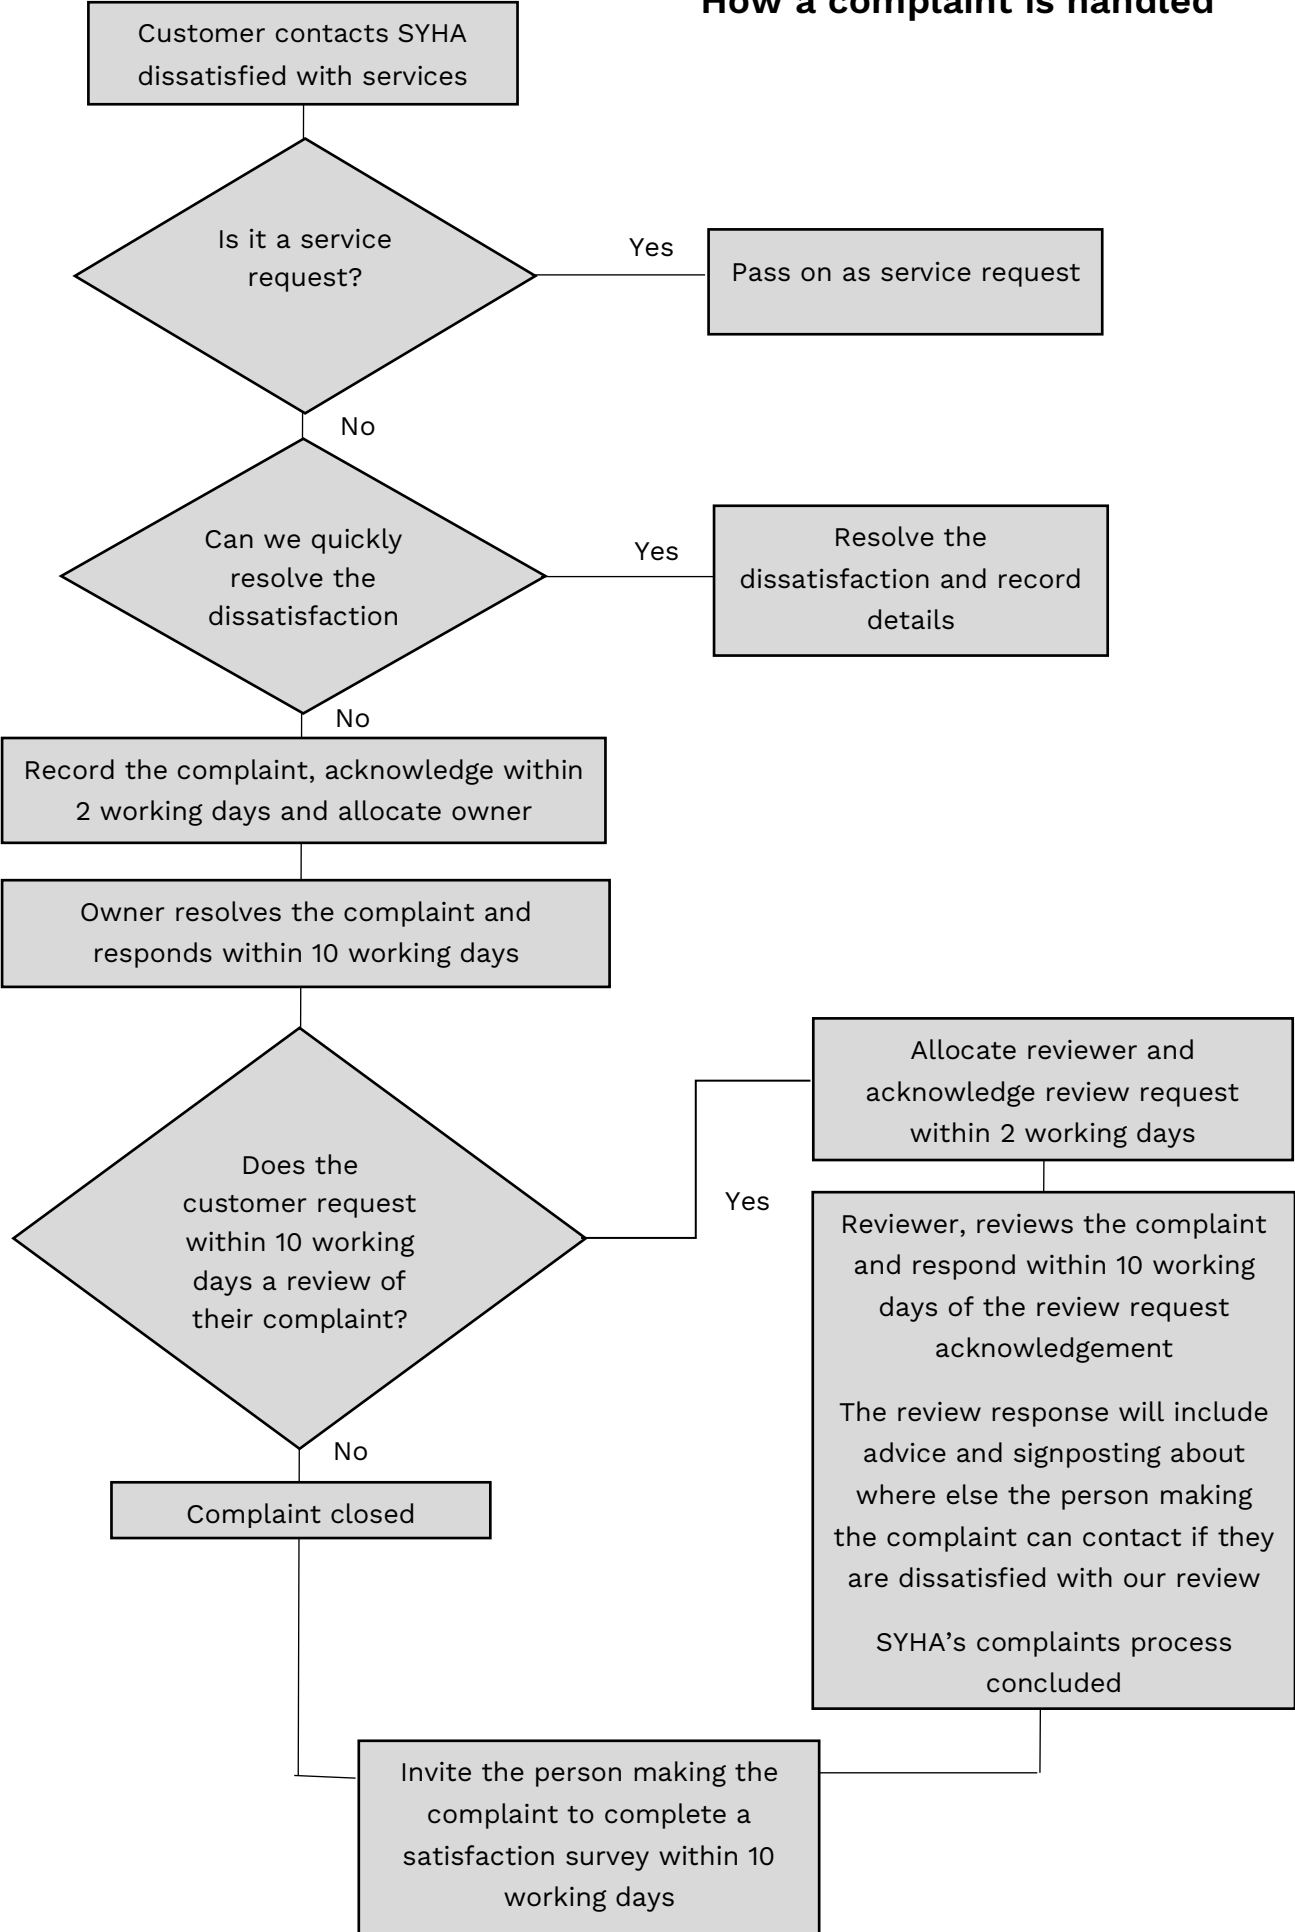 How a complaint is handled
Customer contacts SYHA
dissatisfied with services
Is it a service
request?
Yes
Pass on as service request
No
Can we quickly
resolve the
dissatisfaction
Yes
Resolve the
dissatisfaction and record
details
No
Record the complaint, acknowledge within
2 working days and allocate owner
Owner resolves the complaint and
responds within 10 working days
Does the
customer request
within 10 working
days a review of
their complaint?
Yes
Allocate reviewer and
acknowledge review request
within 2 working days
Reviewer, reviews the complaint
and respond within 10 working
days of the review request
acknowledgement
The review response will include
advice and signposting about
where else the person making
the complaint can contact if they
are dissatisfied with our review
SYHA’s complaints process
concluded
No
Complaint closed
Invite the person making the
complaint to complete a
satisfaction survey within 10
working days